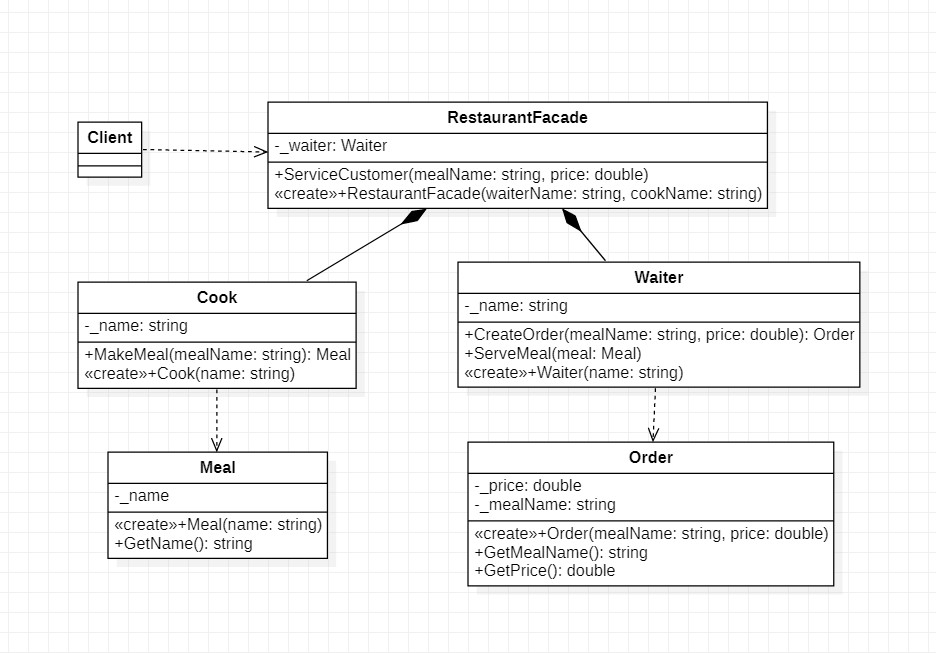 Client
RestaurantFacade
-_waiter: Waiter
+ServiceCustomer(mealName: string, price: double)
«create»+RestaurantFacade(waiterName: string, cookName: string)
Cook
-_name: string
+MakeMeal(mealName: string): Meal
«create»+Cook(name: string)
Waiter
-_name: string
+CreateOrder(mealName: string, price: double): Order
+ServeMeal(meal: Meal)
«create»+Waiter(name: string)
Meal
-_name
«create»+Meal(name: string)
+GetName(): string
Order
-_price: double
-_mealName: string
«create»+Order(mealName: string, price: double)
+GetMealName(): string
+GetPrice(): double